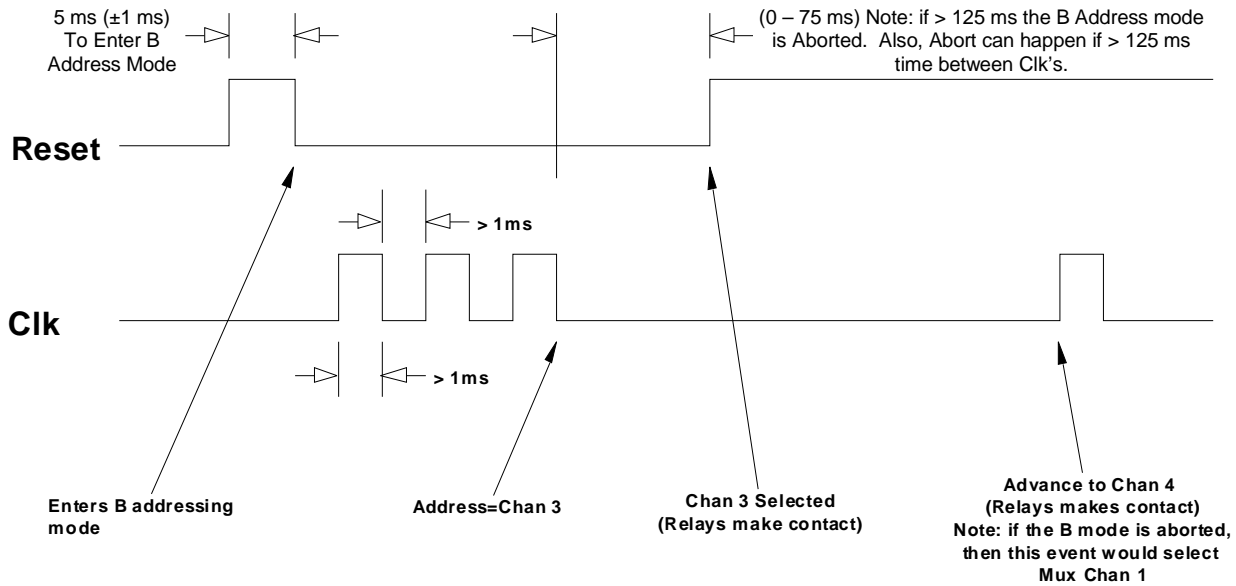 5 ms (±1 ms)
To Enter B
Address Mode
(0 – 75 ms) Note: if > 125 ms the B Address mode
is Aborted. Also, Abort can happen if > 125 ms
time between Clk's.
Reset
> 1ms
Clk
> 1ms
Enters B addressing
mode
Address=Chan 3
Chan 3 Selected
(Relays make contact)
Advance to Chan 4
(Relays makes contact)
Note: if the B mode is aborted,
then this event would select
Mux Chan 1